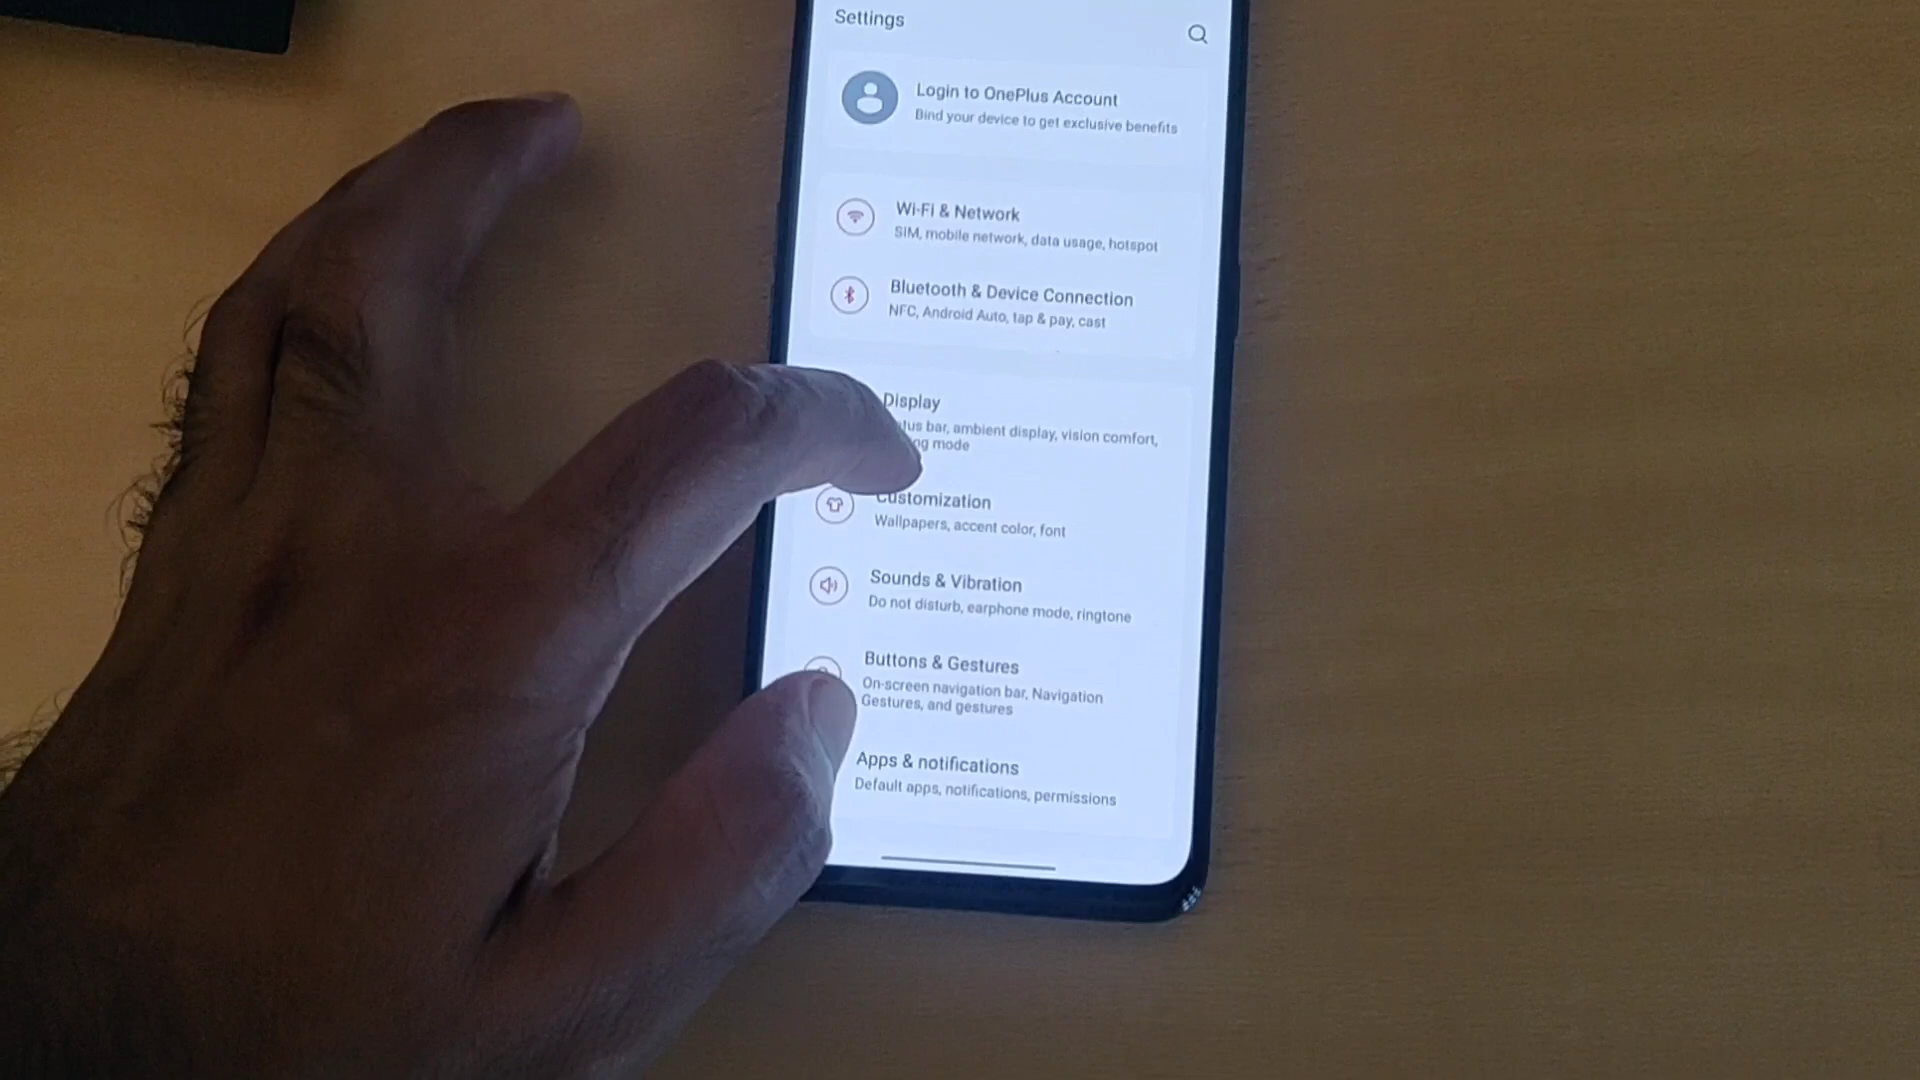 Settings
Login to OnePlus Account
Bind your device to get exclusive benefits
Wi-Fi & Network
SIM, mobile network, data usage, hotspot
Bluetooth & Device Connection
NFC, Android Auto, tap & pay, cast
Display
bar, ambient display, vision comfort,
mode
Customization
Wallpapers, accent color, font
Sounds & Vibration
Do not disturb, earphone mode, ringtone
Buttons & Gestures
On-screen navigation bar, Navigation
Gestures, and gestures
Apps & notifications
Default apps, notifications, permissions